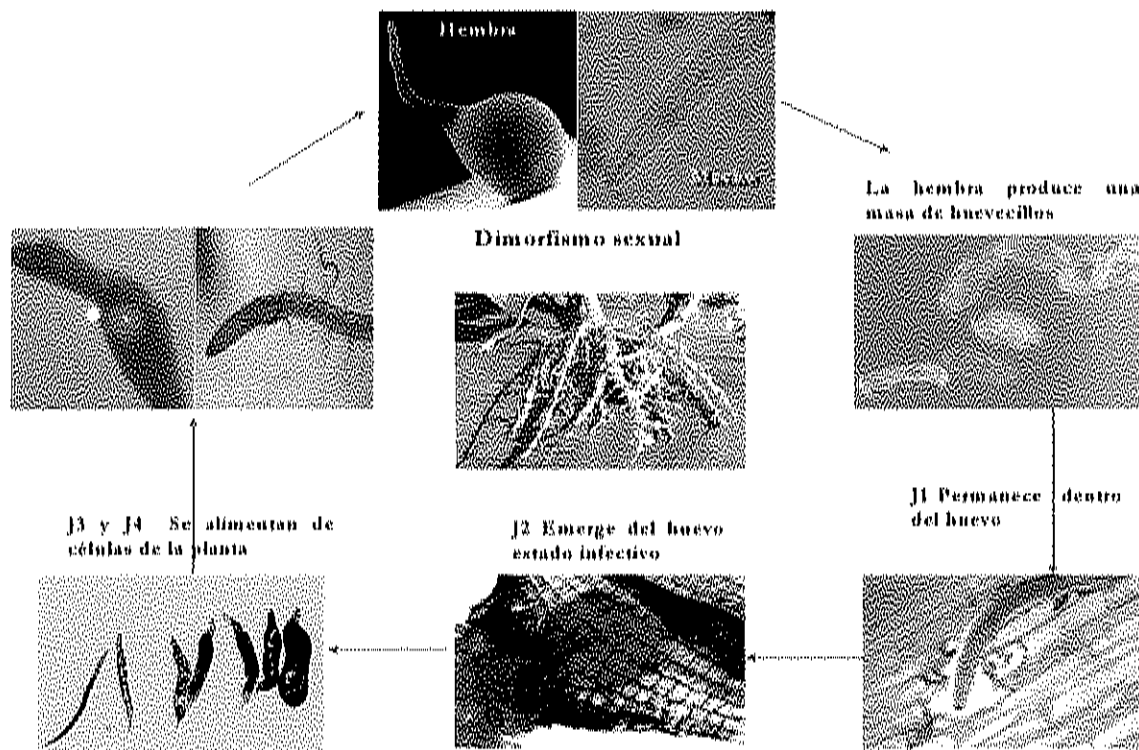 Hembra
Macho
La hembra produce una
masa de huevecillos
Dimorfismo sexual
J1 Permanece dentro
del huevo
J2 Emerge del huevo
estado infectivo
J3 y J4 Se alimentan de
células de la planta